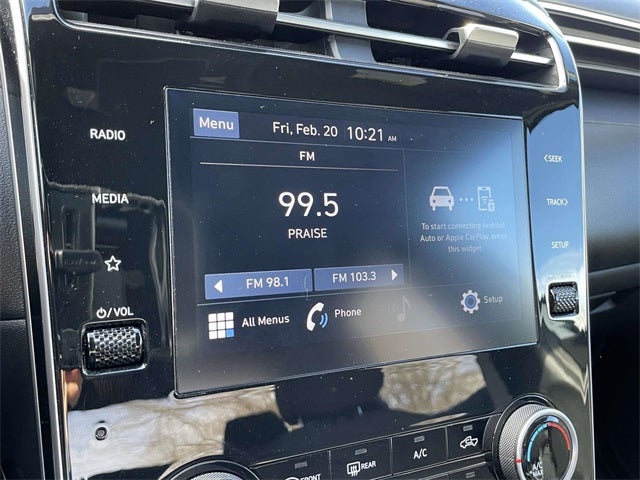 RADIO
MEDIA
⏻/VOL
Menu
Fri, Feb. 20 10:21 AM
FM
99.5
PRAISE
FM 98.1
FM 103.3
To start connecting Android
Auto or Apple CarPlay, press
this widget.
All Menus
Phone
Setup
< SEEK
TRACK >
SETUP
FRONT
REAR
A/C
A/C
MAX